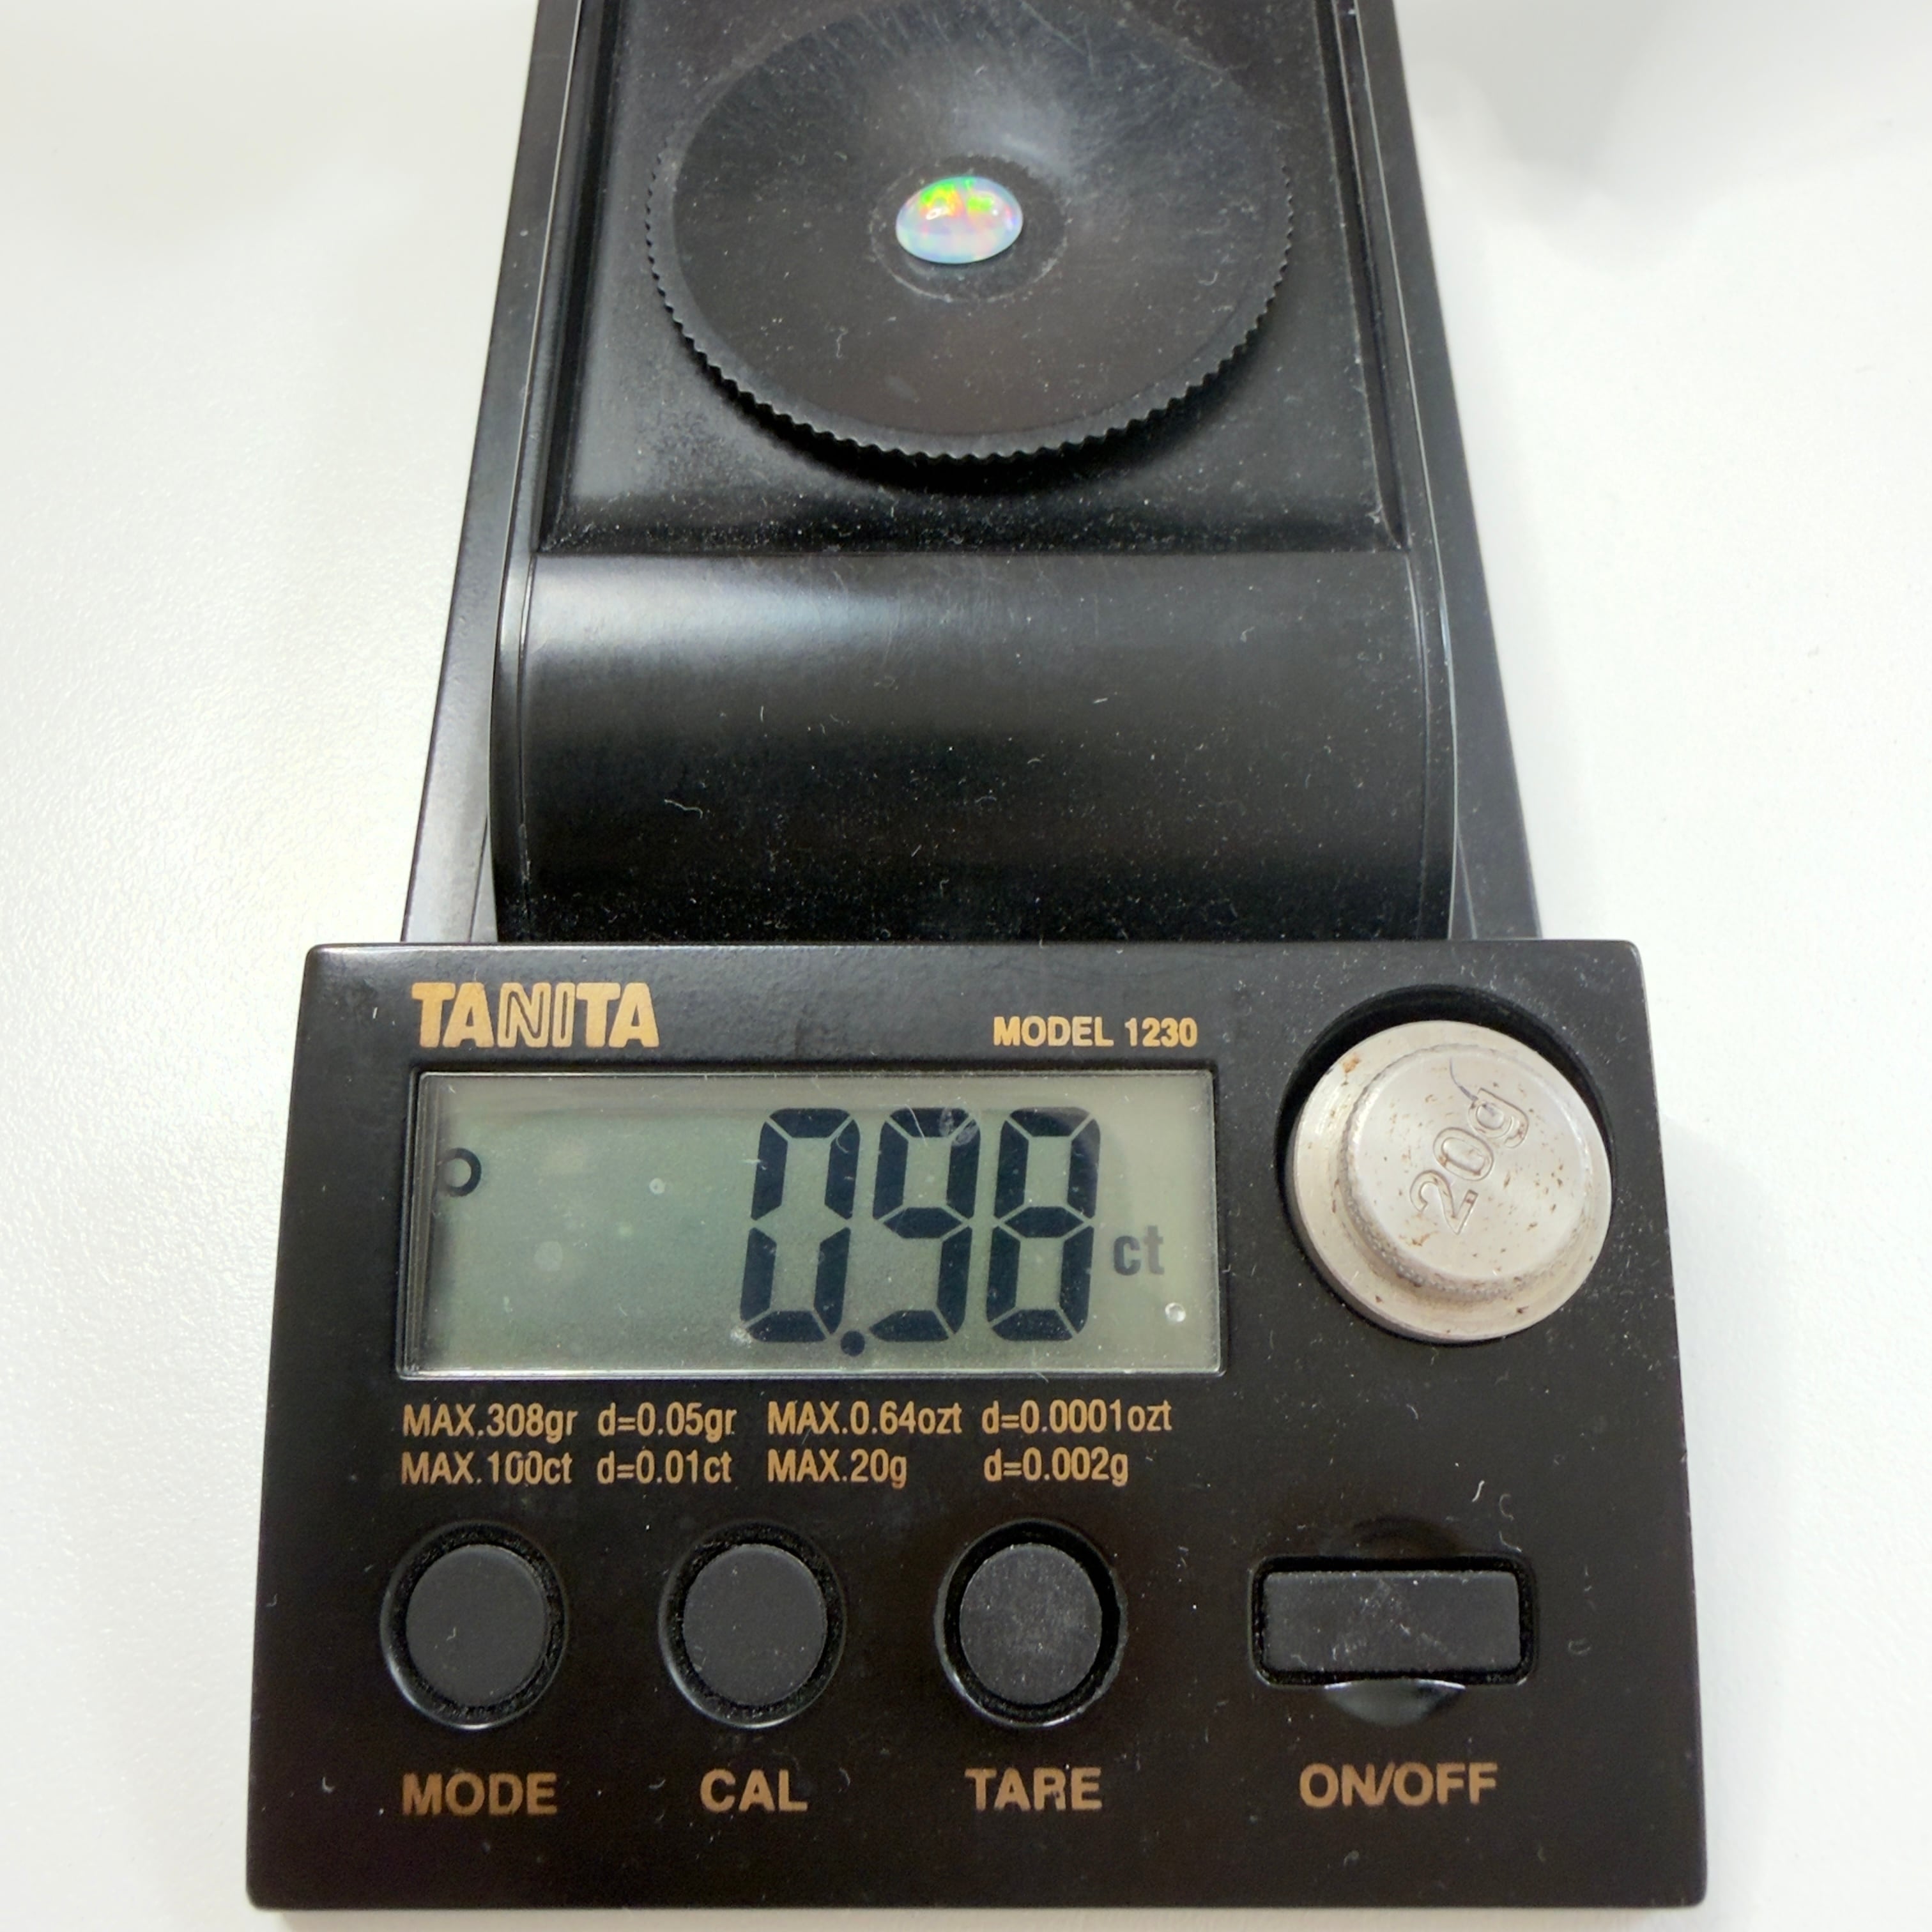 TANITA
MODEL 1230
0.98 ct
20g
MAX.308gr d=0.05gr MAX.0.64ozt d=0.0001ozt
MAX.100ct d=0.01ct MAX.20g d=0.002g
MODE CAL TARE ON/OFF